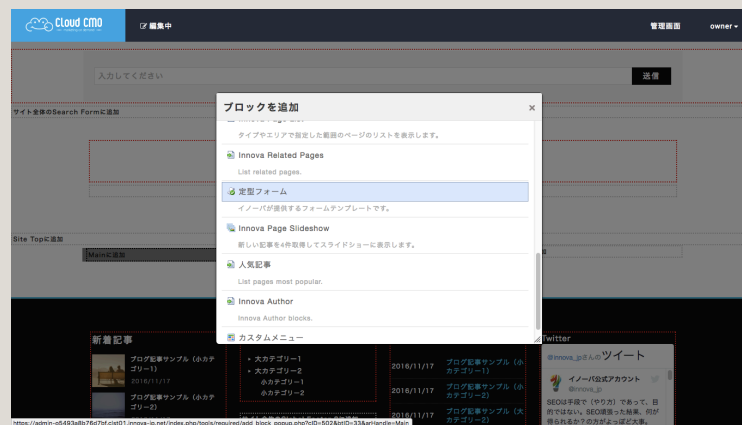 Cloud CMO
編集中
管理画面
owner
入力してください
送信
サイト全体のSearch Formに追加
ブロックを追加
×
タイプやエリアで指定した範囲のページのリストを表示します。
Innova Related Pages
List related pages.
定型フォーム
イノーバが提供するフォームテンプレートです。
Innova Page Slideshow
新しい記事を4件取得してスライドショーに表示します。
人気記事
List pages most popular.
Innova Author
Innova Author blocks.
カスタムメニュー
Site Topに追加
Mainに追加
新着記事
ブログ記事サンプル（小カテ
ゴリー1）
2016/11/17
ブログ記事サンプル（小カテ
ゴリー2）
大カテゴリー1
大カテゴリー2
小カテゴリー1
小カテゴリー2
2016/11/17
ブログ記事サンプル（小
カテゴリー1）
2016/11/17
ブログ記事サンプル（小
カテゴリー2）
2016/11/17
ブログ記事サンプル（大
カテゴリー2）
Twitter
@innova_jpさんのツイート
イノーバ公式アカウント
@innova_jp
SEOは手段で（やり方）であって、目
的ではない。SEO頑張った結果、何が
得られるか？の方がよっぽど大事。